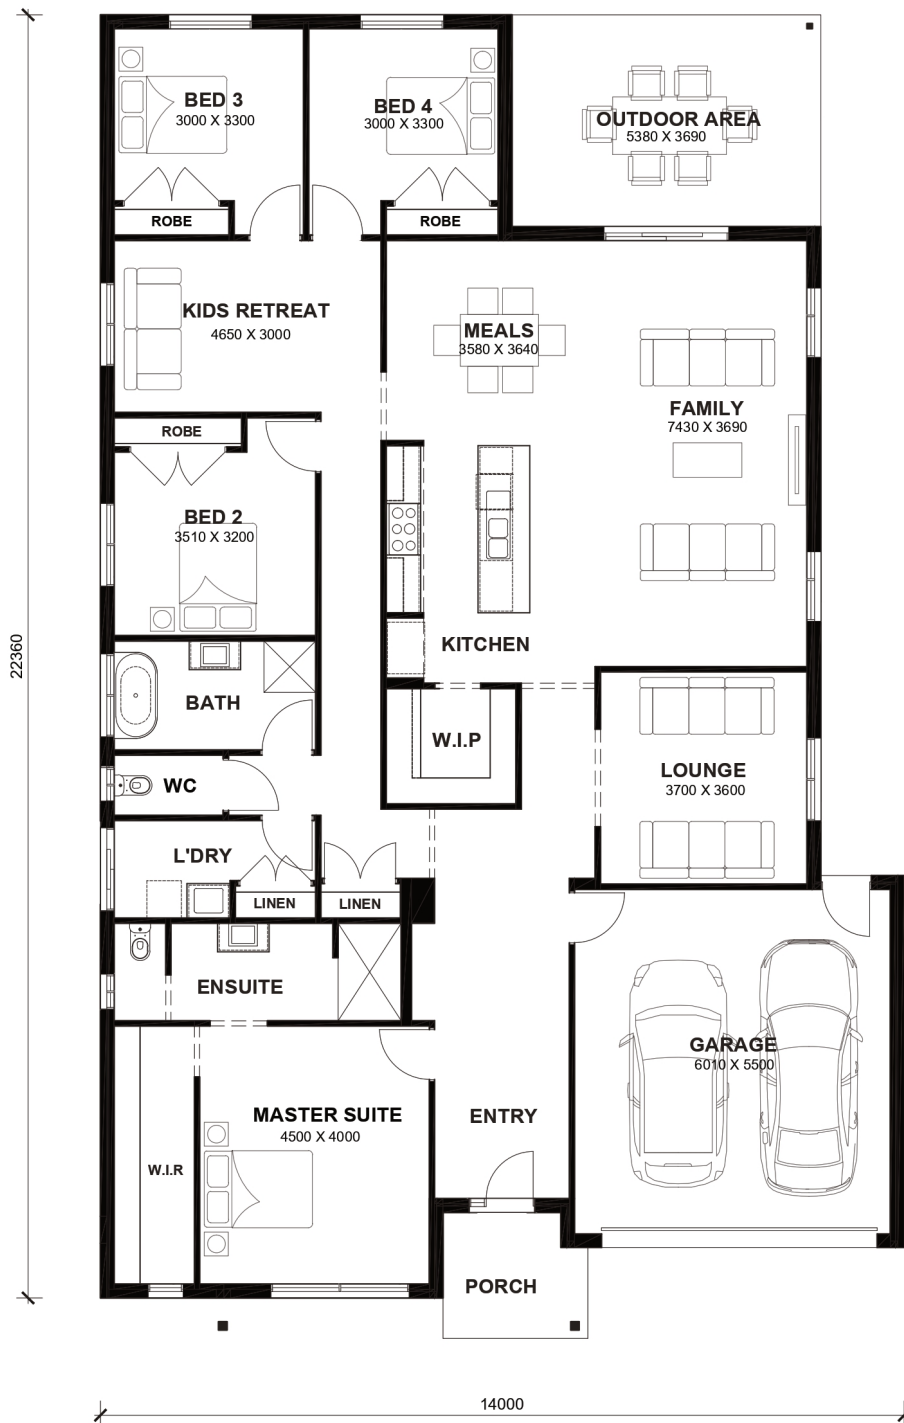 BED 3
3000 X 3300
BED 4
3000 X 3300
OUTDOOR AREA
5380 X 3690
ROBE
ROBE
KIDS RETREAT
4650 X 3000
MEALS
3580 X 3640
FAMILY
7430 X 3690
ROBE
BED 2
3510 X 3200
KITCHEN
22360
BATH
W.I.P
LOUNGE
3700 X 3600
WC
L'DRY
LINEN
LINEN
ENSUITE
GARAGE
6010 X 5500
MASTER SUITE
4500 X 4000
ENTRY
W.I.R
PORCH
14000